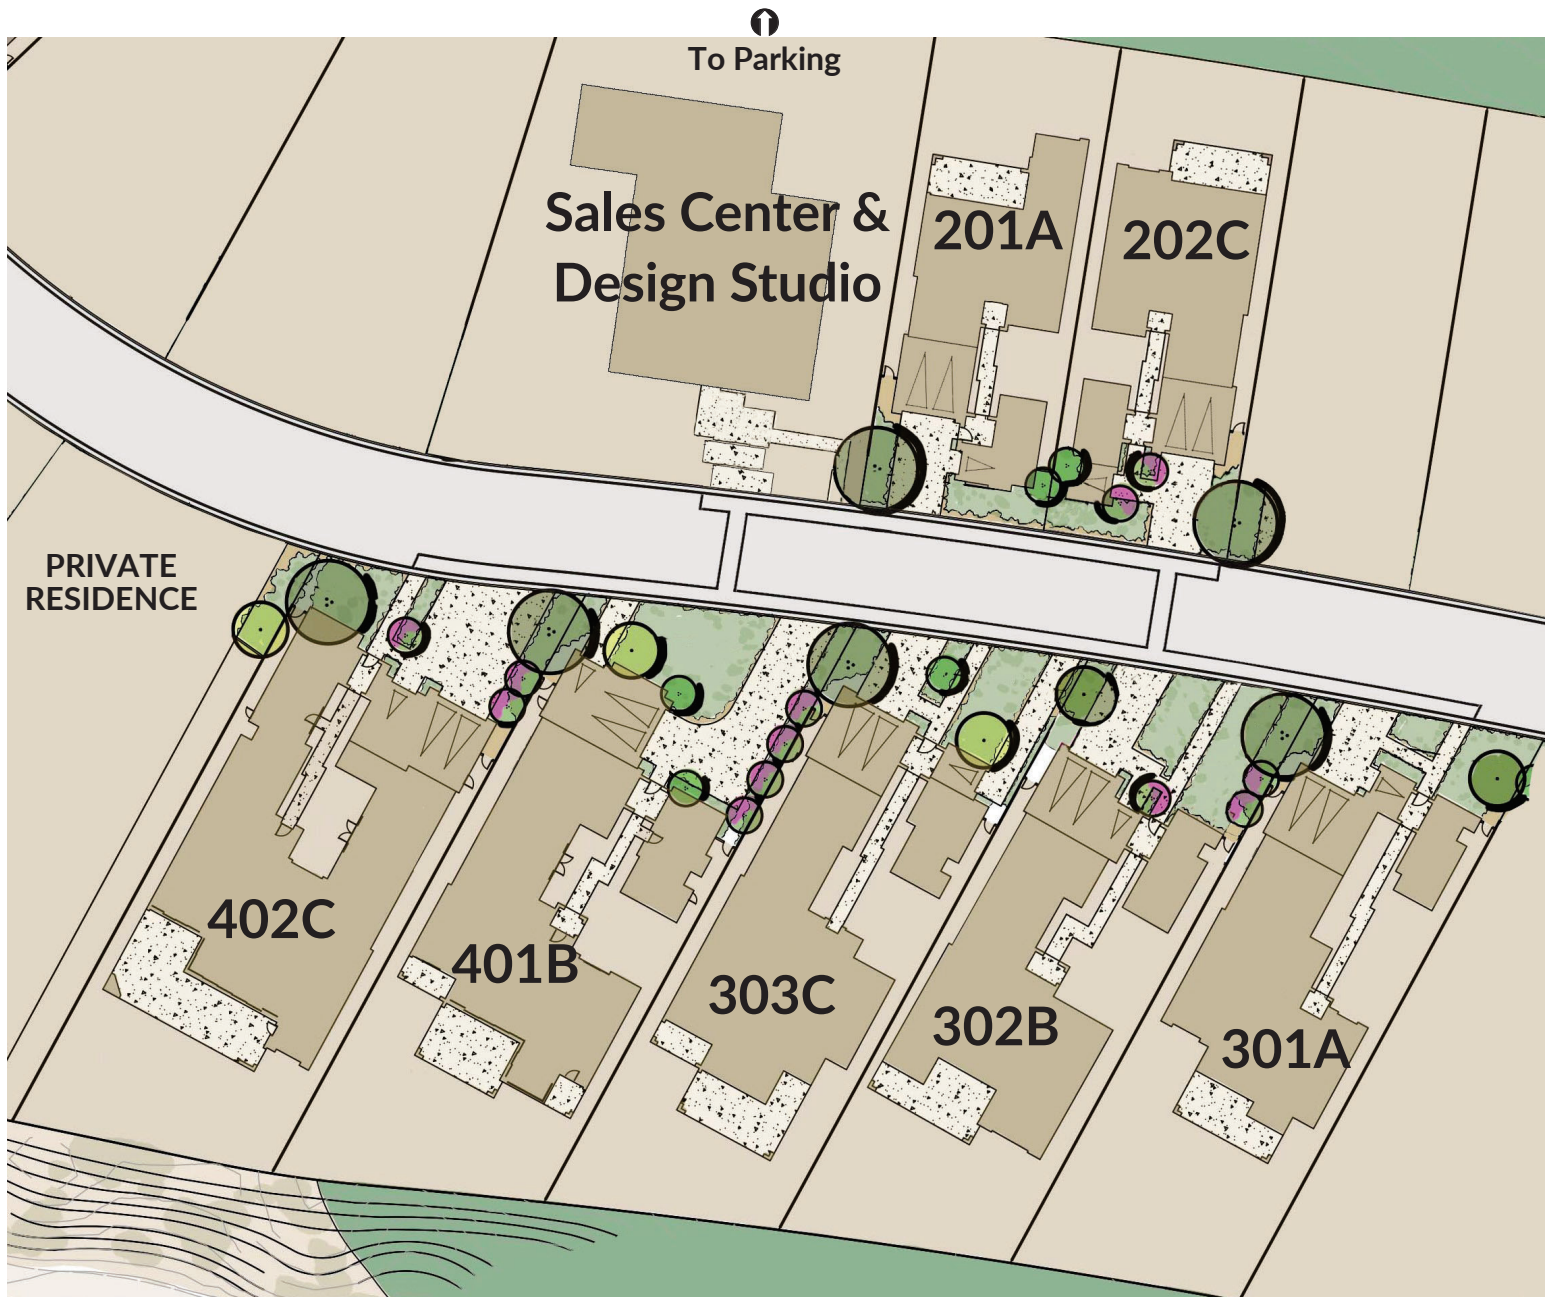 To Parking
Sales Center &
Design Studio
201A
202C
PRIVATE
RESIDENCE
402C
401B
303C
302B
301A